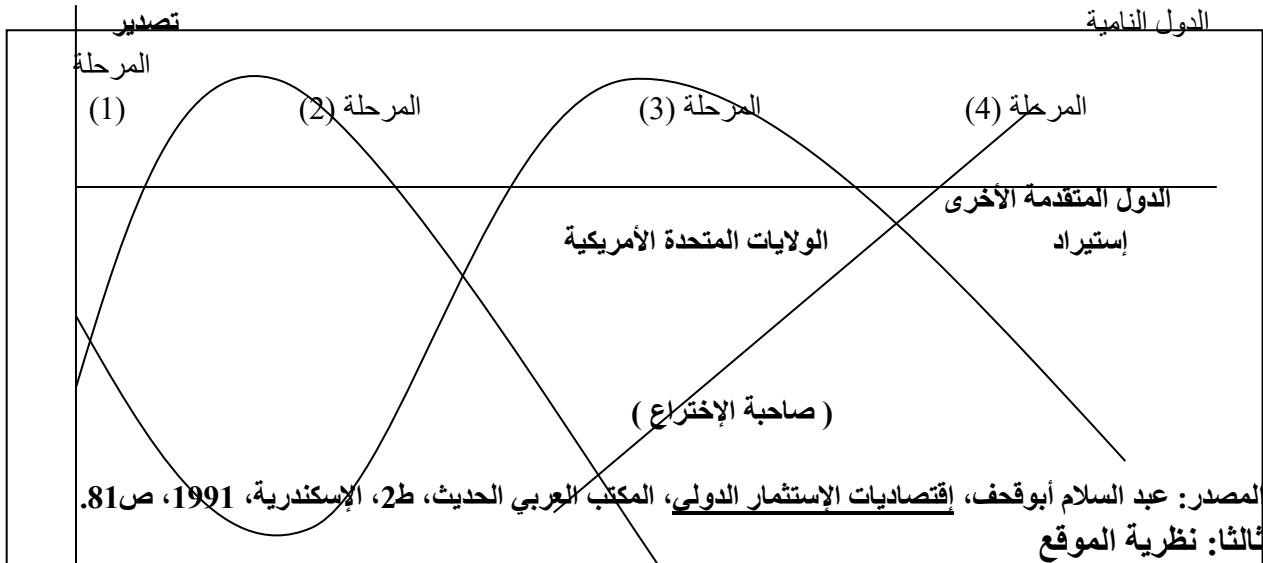 الدول النامية تصدير
المرحلة
(1) المرحلة (2) المرحلة (3) المرحلة (4)
الدول المتقدمة الأخرى
الولايات المتحدة الأمريكية إستيراد
( صاحبة الإختراع )
المصدر: عبد السلام أبوقحف، إقتصاديات الإستثمار الدولي، المكتب العربي الحديث، ط2، الإسكندرية، 1991، ص81.
ثالثا: نظرية الموقع